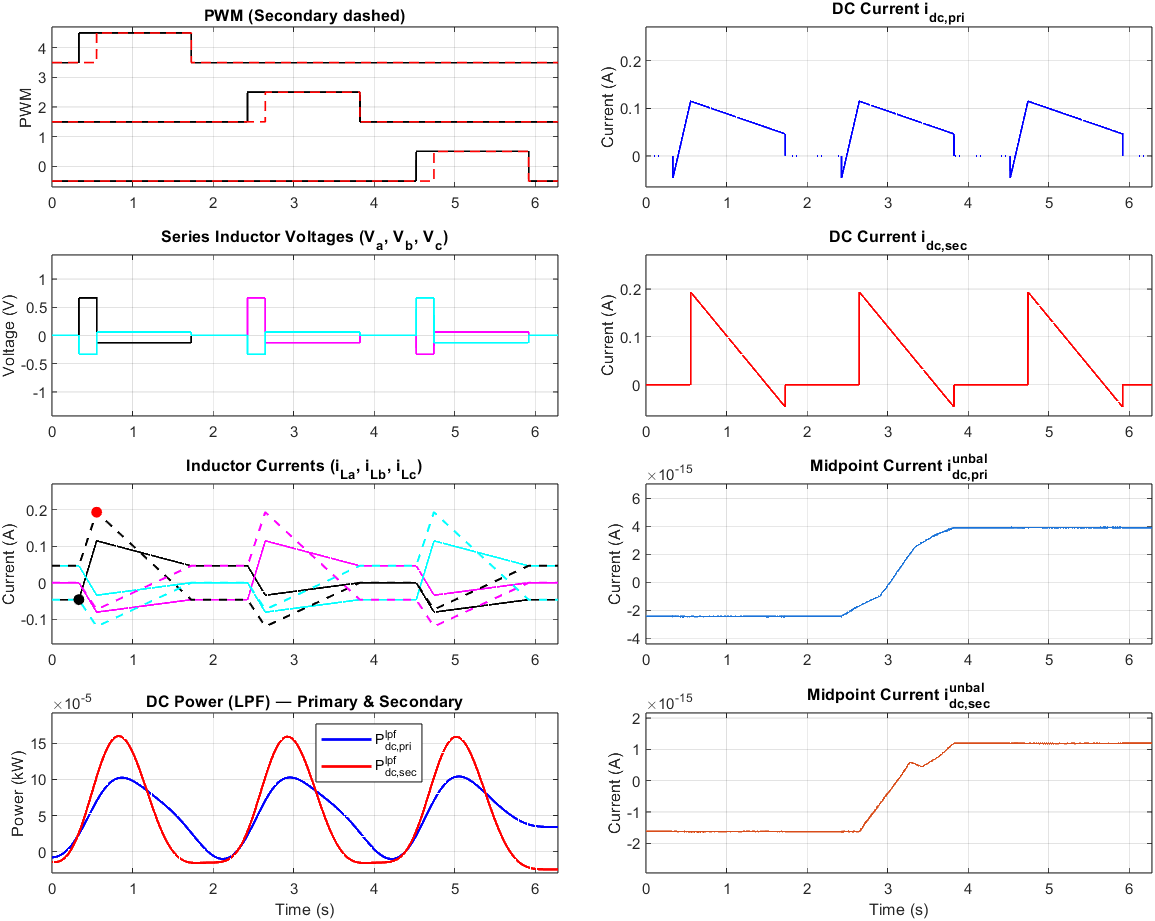 PWM (Secondary dashed)
PWM
4
3
2
1
0
0 1 2 3 4 5 6
DC Current i_dc,pri
Current (A)
0.2
0.1
0
0 1 2 3 4 5 6
Series Inductor Voltages (V_a, V_b, V_c)
Voltage (V)
1
0.5
0
-0.5
-1
0 1 2 3 4 5 6
DC Current i_dc,sec
Current (A)
0.2
0.1
0
0 1 2 3 4 5 6
Inductor Currents (i_La, i_Lb, i_Lc)
Current (A)
0.2
0.1
0
-0.1
0 1 2 3 4 5 6
Midpoint Current i_dc,pri^unbal
×10^-15
Current (A)
6
4
2
0
-2
-4
0 1 2 3 4 5 6
DC Power (LPF) — Primary & Secondary
×10^-5
Power (kW)
15
10
5
0
P_dc,pri^lpf
P_dc,sec^lpf
0 1 2 3 4 5 6
Time (s)
Midpoint Current i_dc,sec^unbal
×10^-15
Current (A)
2
1
0
-1
-2
0 1 2 3 4 5 6
Time (s)